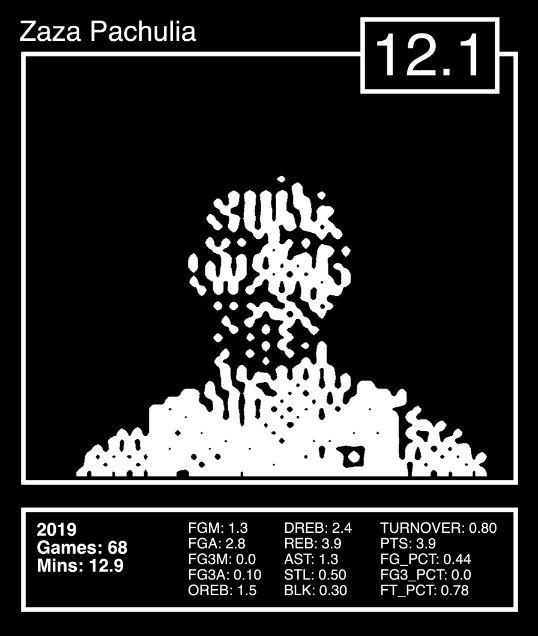 Zaza Pachulia
12.1
2019
Games: 68
Mins: 12.9
FGM: 1.3
FGA: 2.8
FG3M: 0.0
FG3A: 0.10
OREB: 1.5
DREB: 2.4
REB: 3.9
AST: 1.3
STL: 0.50
BLK: 0.30
TURNOVER: 0.80
PTS: 3.9
FG_PCT: 0.44
FG3_PCT: 0.0
FT_PCT: 0.78